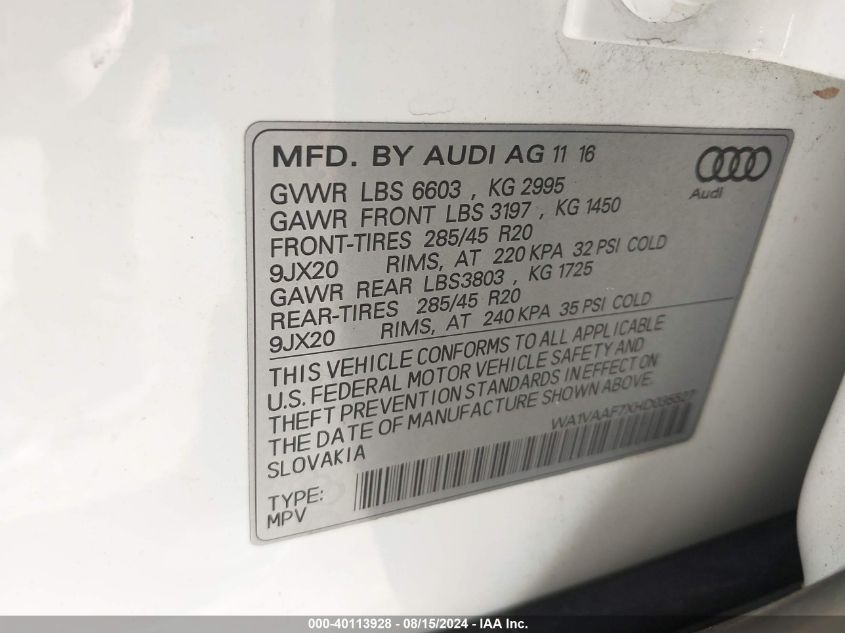 MFD. BY AUDI AG 11 16
Audi
GVWR LBS 6603 , KG 2995
GAWR FRONT LBS 3197 , KG 1450
FRONT-TIRES 285/45 R20
9JX20 RIMS, AT 220 KPA 32 PSI COLD
GAWR REAR LBS3803 , KG 1725
REAR-TIRES 285/45 R20
9JX20 RIMS, AT 240 KPA 35 PSI COLD
THIS VEHICLE CONFORMS TO ALL APPLICABLE
U.S. FEDERAL MOTOR VEHICLE SAFETY AND
THEFT PREVENTION STANDARDS IN EFFECT ON
THE DATE OF MANUFACTURE SHOWN ABOVE.
SLOVAKIA
WA1VAAF7XHD035527
TYPE:
MPV
000-40113928 - 08/15/2024 - IAA Inc.